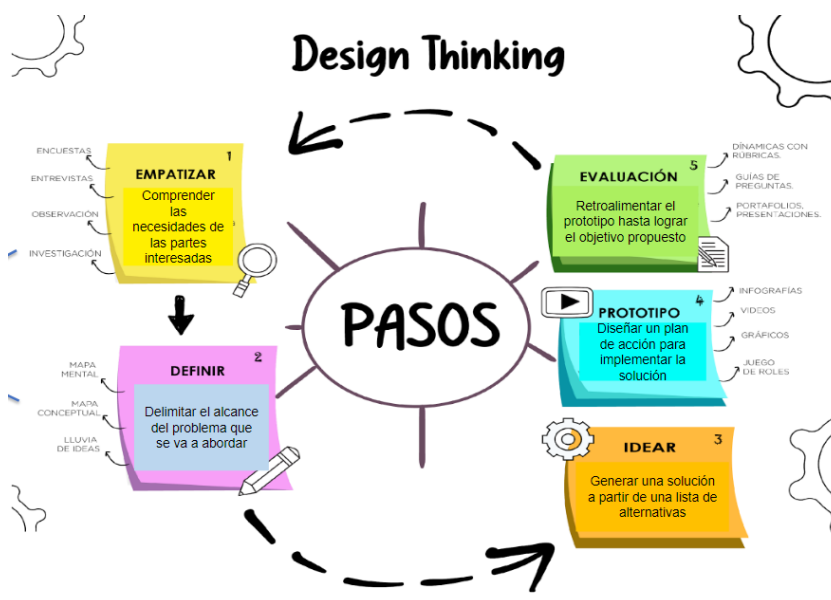 Design Thinking
PASOS
1
EMPATIZAR
Comprender
las
necesidades de
las partes
interesadas
ENCUESTAS
ENTREVISTAS
OBSERVACIÓN
INVESTIGACIÓN
2
DEFINIR
Delimitar el alcance
del problema que
se va a abordar
MAPA
MENTAL
MAPA
CONCEPTUAL
LLUVIA
DE IDEAS
3
IDEAR
Generar una solución
a partir de una lista de
alternativas
4
PROTOTIPO
Diseñar un plan
de acción para
implementar la
solución
INFOGRAFÍAS
VIDEOS
GRÁFICOS
JUEGO
DE ROLES
5
EVALUACIÓN
Retroalimentar el
prototipo hasta lograr
el objetivo propuesto
DÍNAMICAS CON
RÚBRICAS.
GUÍAS DE
PREGUNTAS.
PORTAFOLIOS,
PRESENTACIONES.